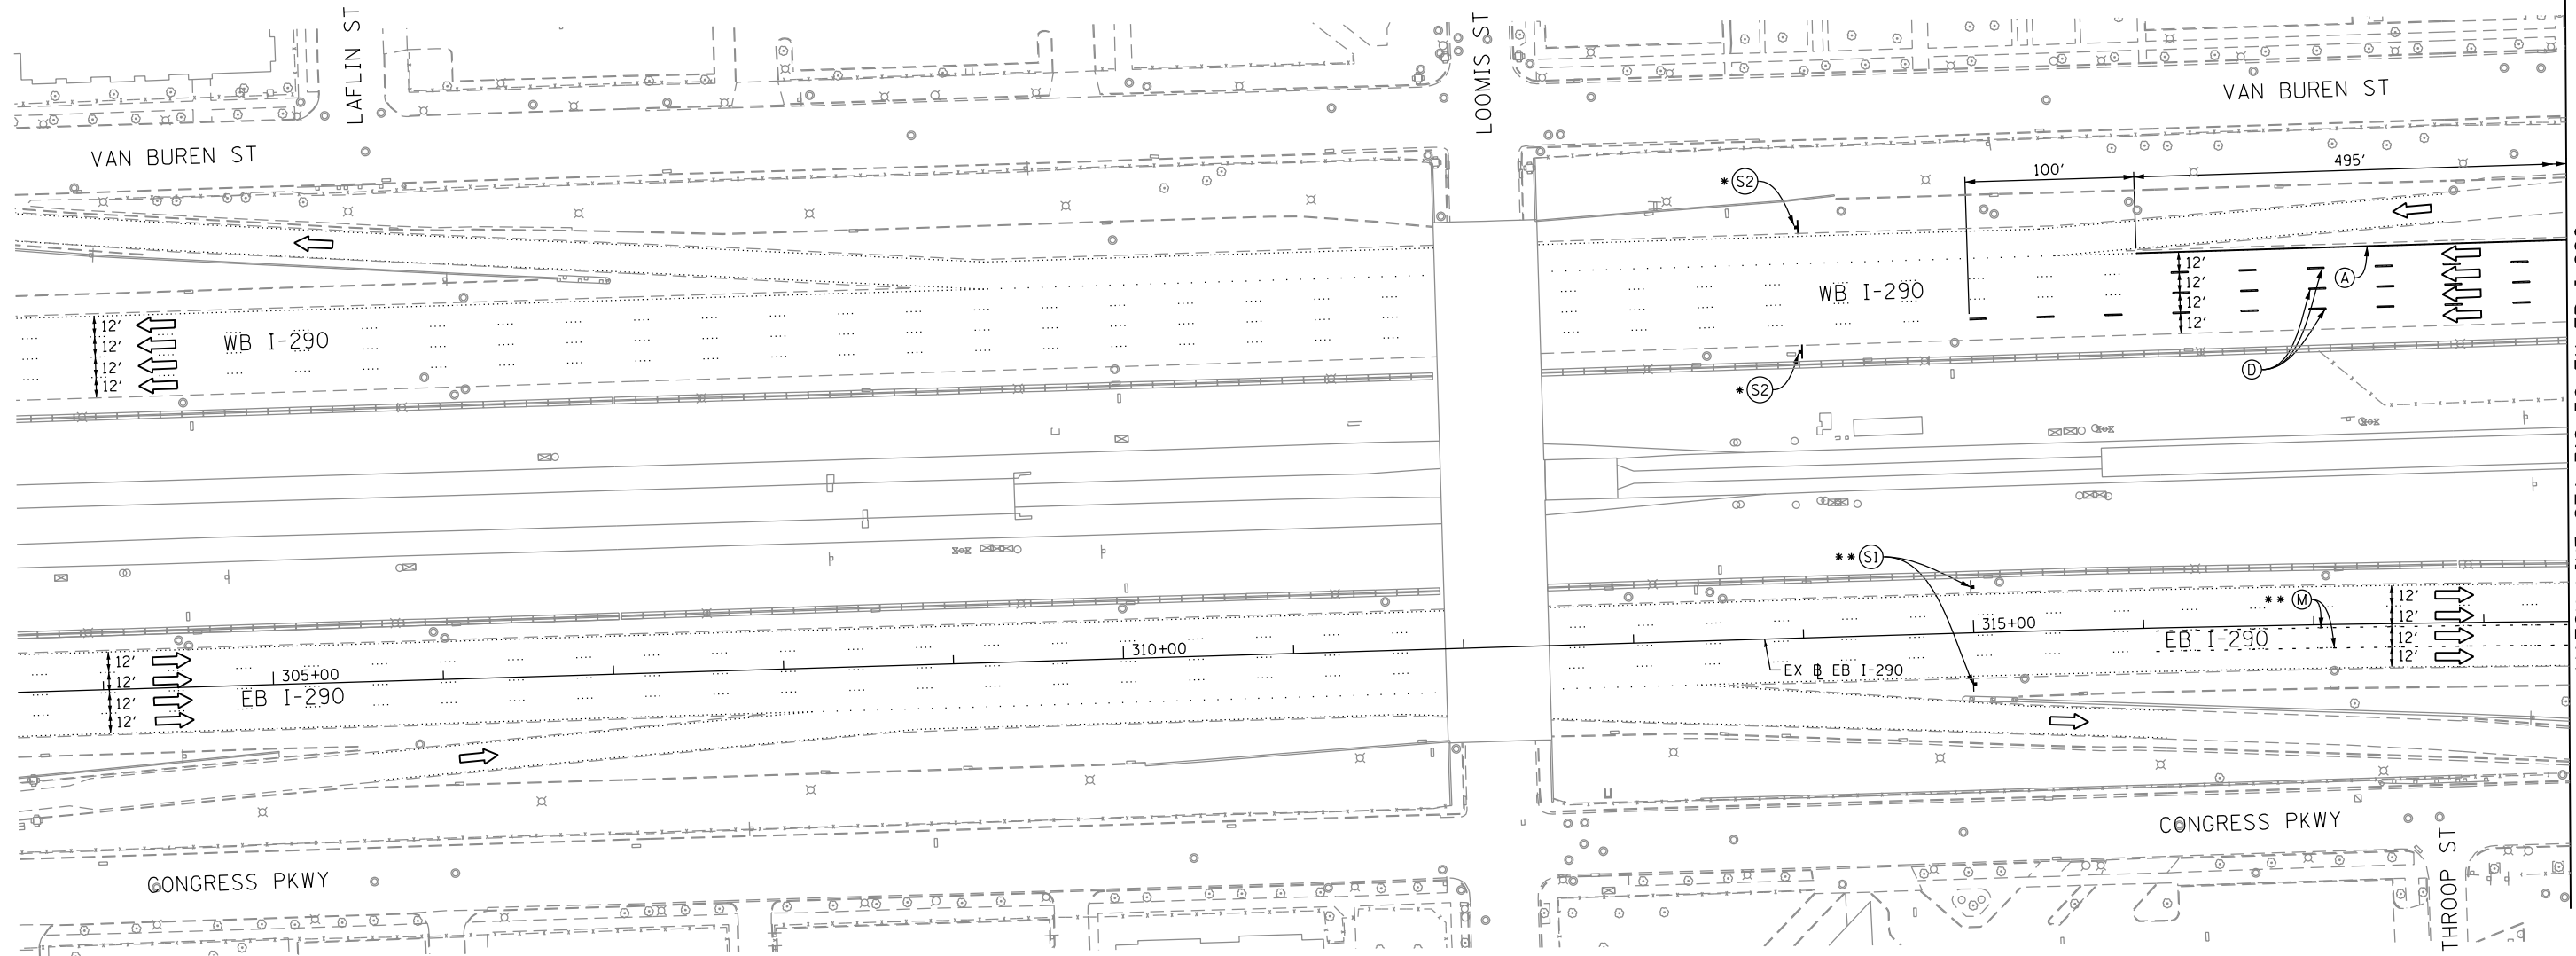 LAFLIN ST
LOOMIS ST
VAN BUREN ST
VAN BUREN ST
* S2
100'
495'
A
12'
12'
12'
12'
WB I-290
D
* S2
12'
12'
12'
12'
WB I-290
** S1
** M
12'
12'
12'
12'
315+00
EB I-290
310+00
EX B EB I-290
12'
12'
12'
12'
305+00
EB I-290
CONGRESS PKWY
CONGRESS PKWY
THROOP ST